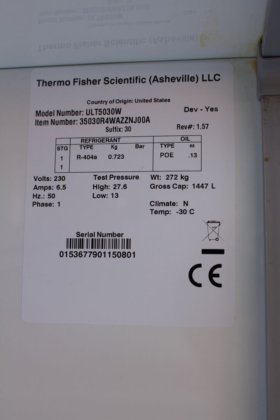 Thermo Fisher Scientific (Asheville) LLC
Country of Origin: United States
Model Number: ULT5030W Dev - Yes
Item Number: 35030R4WAZZNJ00A
Suffix: 30 Rev#: 1.57
REFRIGERANT OIL
STG TYPE Kg Bar TYPE
1 R-404a 0.723 POE .13
1
Volts: 230 Test Pressure Wt: 272 kg
Amps: 6.5 High: 27.6 Gross Cap: 1447 L
Hz.: 50 Low: 13
Phase: 1 Climate: N
Temp: -30 C
Serial Number
0153677901150801
CE